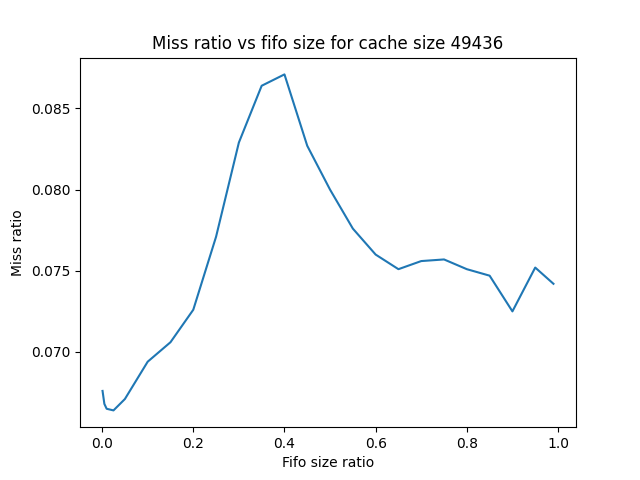 Miss ratio vs fifo size for cache size 49436
0.085
0.080
0.075
0.070
Miss ratio
0.0 0.2 0.4 0.6 0.8 1.0
Fifo size ratio